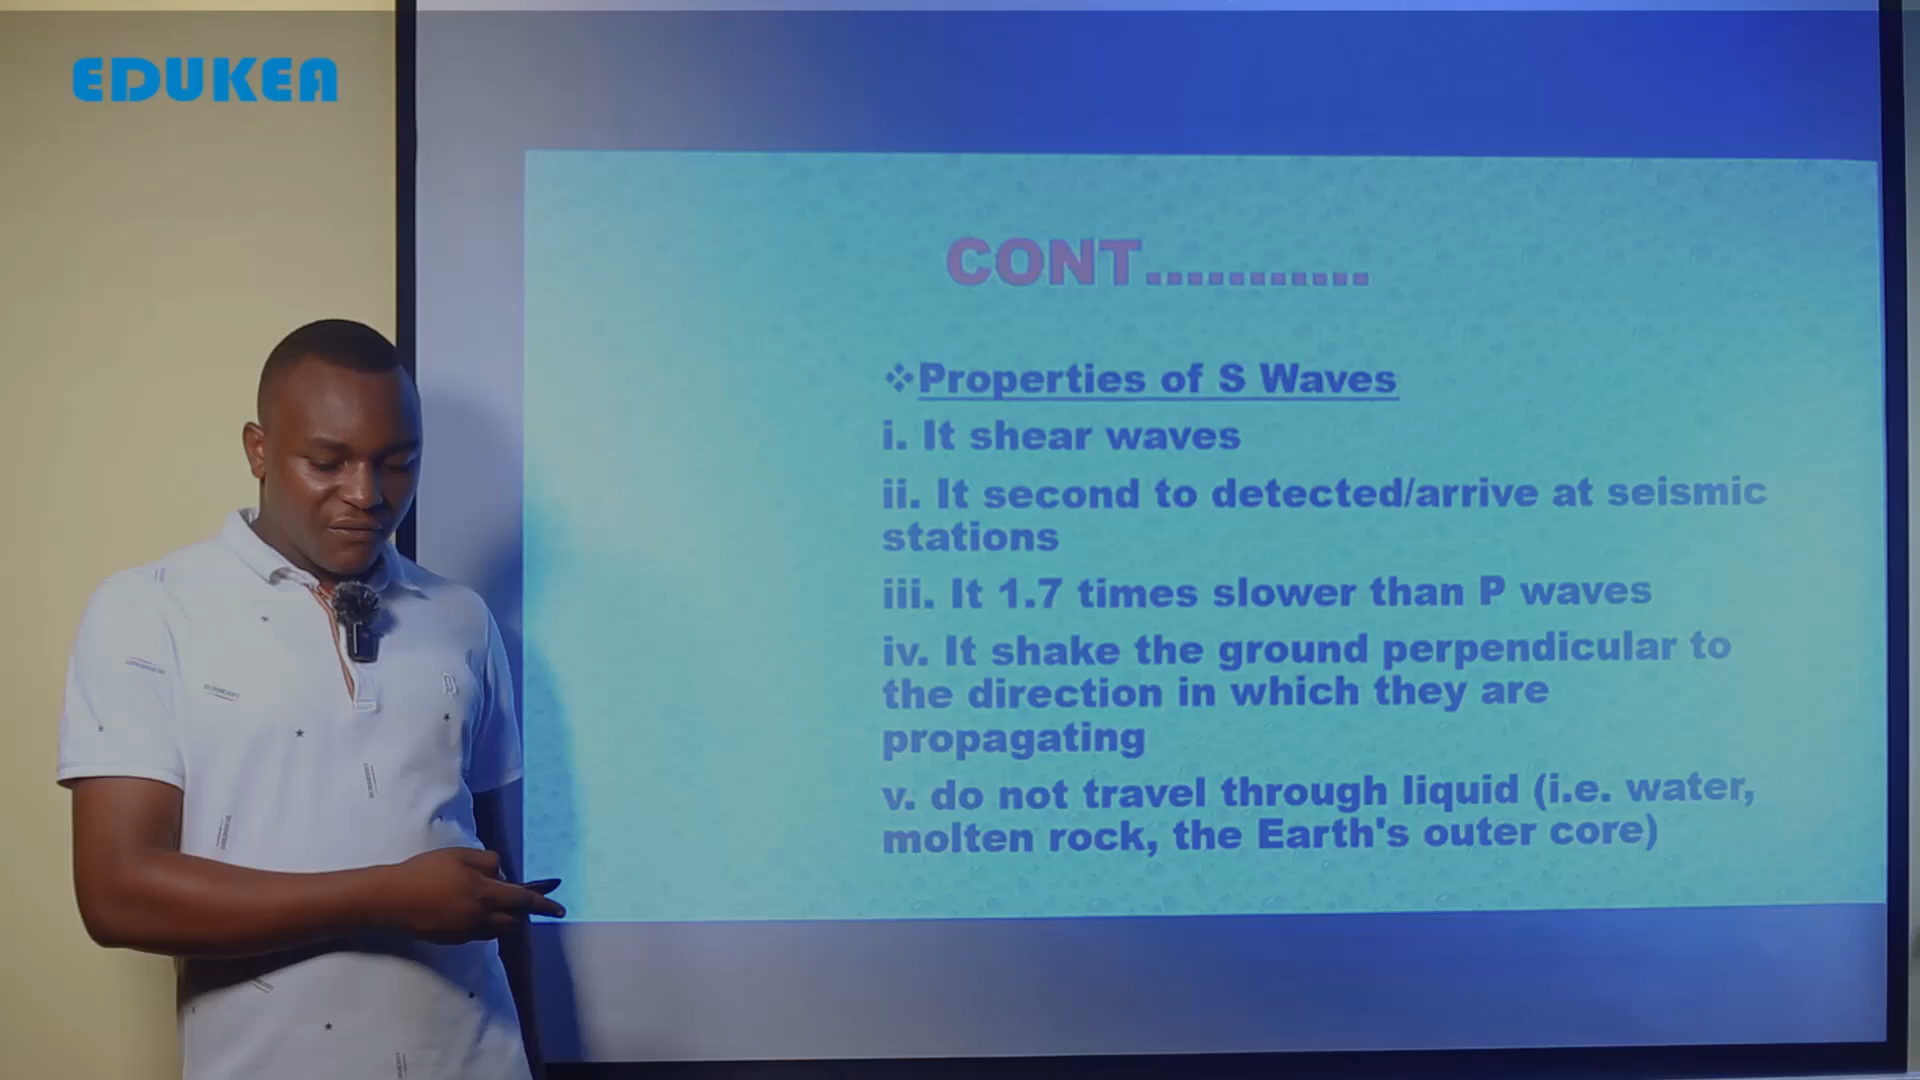 EDUKEA
CONT...........
❖Properties of S Waves
i. It shear waves
ii. It second to detected/arrive at seismic
stations
iii. It 1.7 times slower than P waves
iv. It shake the ground perpendicular to
the direction in which they are
propagating
v. do not travel through liquid (i.e. water,
molten rock, the Earth's outer core)